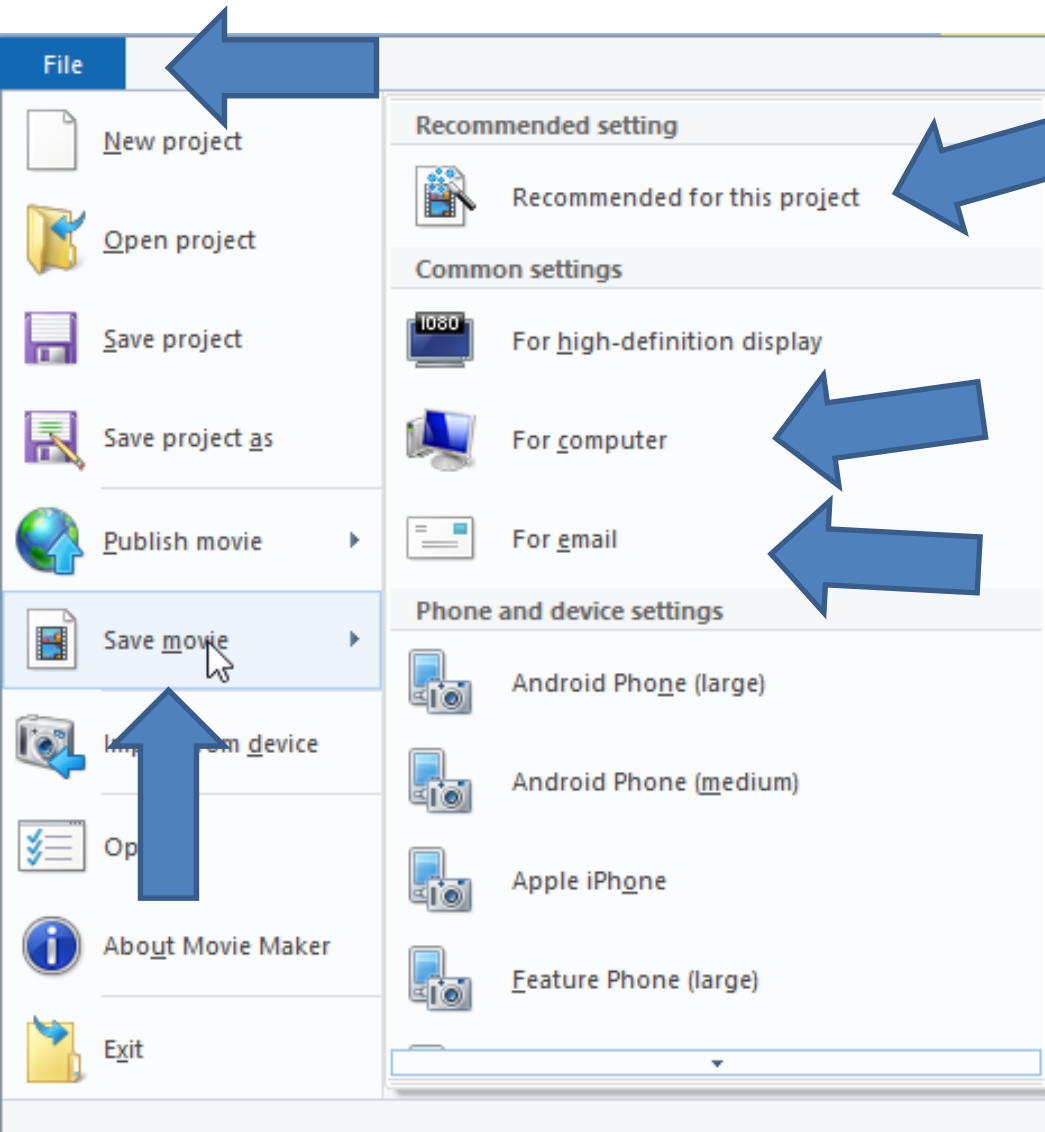 File
New project
Open project
Save project
Save project as
Publish movie
Save movie
device
About Movie Maker
Exit
Recommended setting
Recommended for this project
Common settings
1080
For high-definition display
For computer
For email
Phone and device settings
Android Phone (large)
Android Phone (medium)
Apple iPhone
Feature Phone (large)